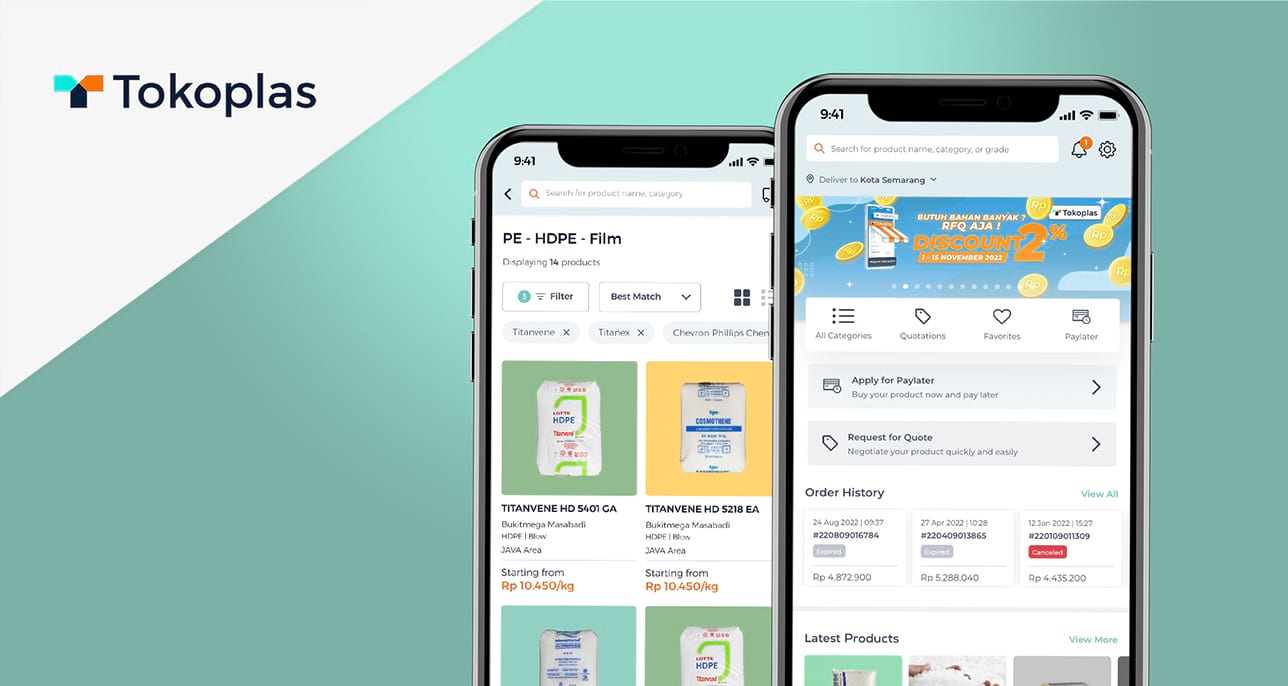 Tokoplas
9:41
Search for product name, category
PE - HDPE - Film
Displaying 14 products
3 Filter
Best Match
Titanvene X
Titanex X
Chevron Phillips Chem
LOTTE
HDPE
Titanvene
COSMOTHENE
TITANVENE HD 5401 GA
Bukitmega Masabadi
HDPE | Blow
JAVA Area
Starting from
Rp 10.450/kg
TITANVENE HD 5218 EA
Bukitmega Masabadi
HDPE | Blow
JAVA Area
Starting from
Rp 10.450/kg
LOTTE
HDPE
9:41
Search for product name, category, or grade
1
Deliver to Kota Semarang
BUTUH BAHAN BANYAK ?
RFQ AJA !
DISCOUNT 2%
1 - 15 NOVEMBER 2022
Tokoplas
Rp
Rp
Rp
Rp
Rp
Rp
All Categories
Quotations
Favorites
Paylater
Apply for Paylater
Buy your product now and pay later
Request for Quote
Negotiate your product quickly and easily
Order History
View All
24 Aug 2022 | 09:37
#220809016784
Expired
Rp 4.872.900
27 Apr 2022 | 10:28
#220409013865
Expired
Rp 5.288.040
12 Jan 2022 | 15:27
#220109011309
Canceled
Rp 4.435.200
Latest Products
View More